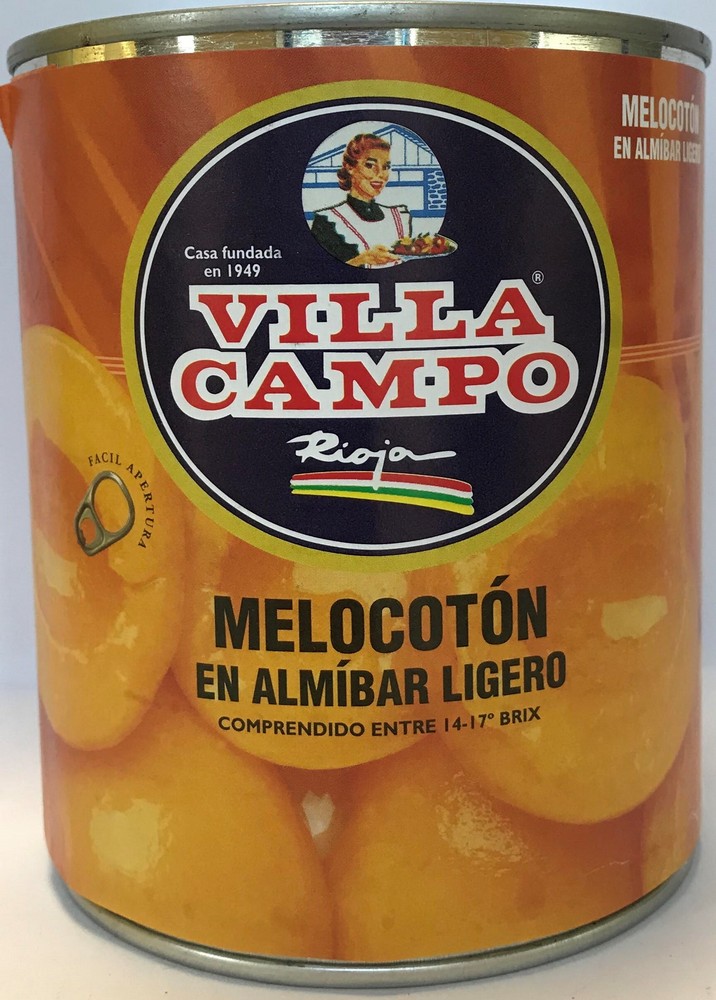 MELOCOTÓN
EN ALMÍBAR LIGERO
Casa fundada
en 1949
VILLA ®
CAMPO
Rioja
FACIL APERTURA
MELOCOTÓN
EN ALMÍBAR LIGERO
COMPRENDIDO ENTRE 14-17º BRIX